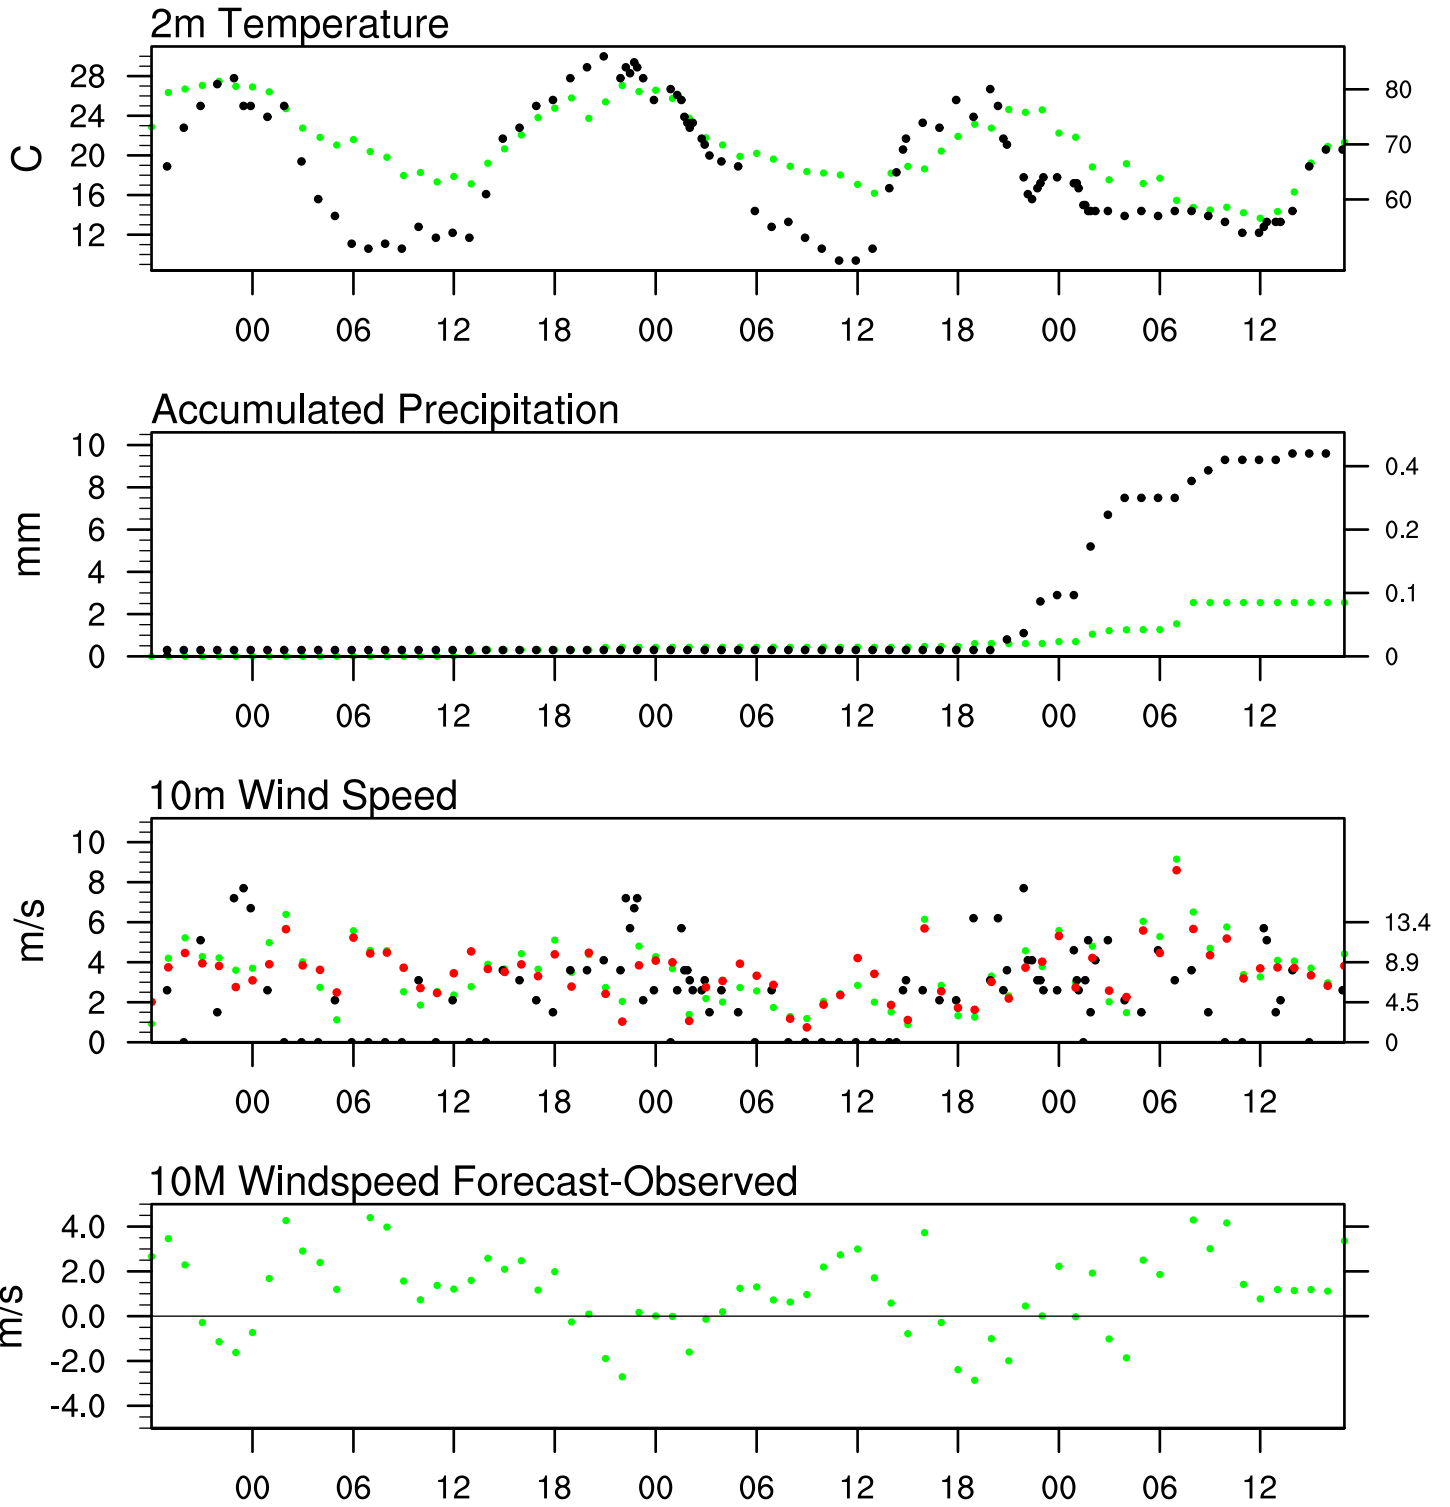 2m Temperature
C
28
24
20
16
12
80
70
60
00 06 12 18 00 06 12 18 00 06 12
Accumulated Precipitation
mm
10
8
6
4
2
0
0.4
0.2
0.1
0
00 06 12 18 00 06 12 18 00 06 12
10m Wind Speed
m/s
10
8
6
4
2
0
13.4
8.9
4.5
0
00 06 12 18 00 06 12 18 00 06 12
10M Windspeed Forecast-Observed
m/s
4.0
2.0
0.0
-2.0
-4.0
00 06 12 18 00 06 12 18 00 06 12